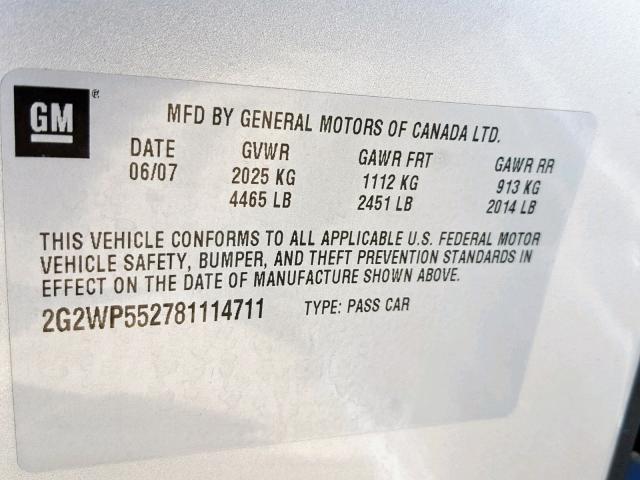 GM®
MFD BY GENERAL MOTORS OF CANADA LTD.
DATE GVWR GAWR FRT GAWR RR
06/07 2025 KG 1112 KG 913 KG
4465 LB 2451 LB 2014 LB
THIS VEHICLE CONFORMS TO ALL APPLICABLE U.S. FEDERAL MOTOR
VEHICLE SAFETY, BUMPER, AND THEFT PREVENTION STANDARDS IN
EFFECT ON THE DATE OF MANUFACTURE SHOWN ABOVE.
2G2WP552781114711 TYPE: PASS CAR